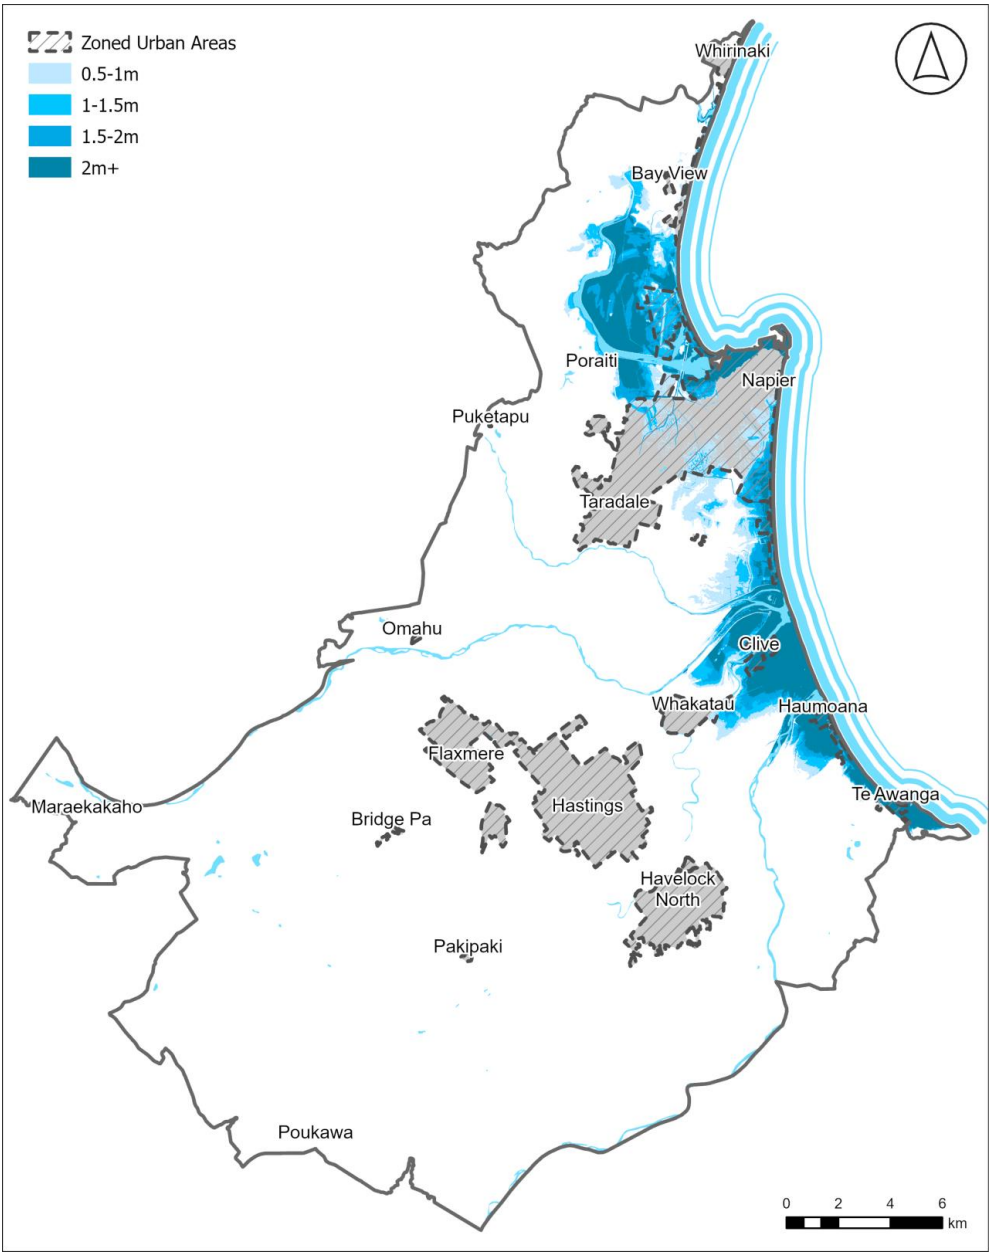 Zoned Urban Areas
0.5-1m
1-1.5m
1.5-2m
2m+
Whirinaki
Bay View
Poraiti
Napier
Puketapu
Taradale
Omahu
Clive
Whakatau
Haumoana
Flaxmere
Te Awanga
Maraekakaho
Hastings
Bridge Pa
Havelock
North
Pakipaki
Poukawa
0 2 4 6
km